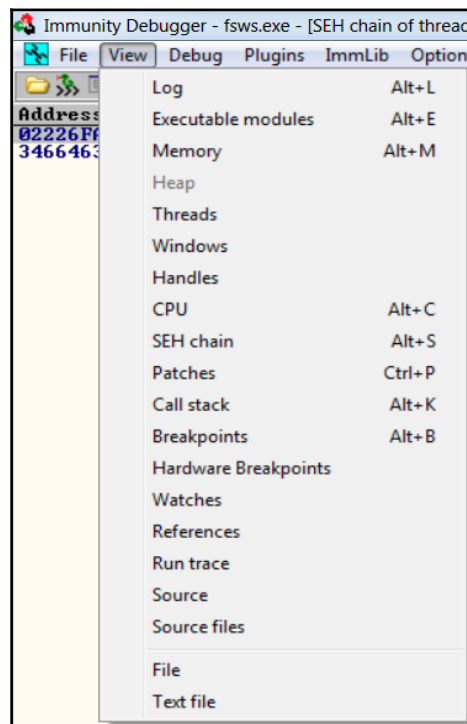 Immunity Debugger - fsws.exe - [SEH chain of thread
File View Debug Plugins ImmLib Option
Address
02226F
3466463
Log Alt+L
Executable modules Alt+E
Memory Alt+M
Heap
Threads
Windows
Handles
CPU Alt+C
SEH chain Alt+S
Patches Ctrl+P
Call stack Alt+K
Breakpoints Alt+B
Hardware Breakpoints
Watches
References
Run trace
Source
Source files
File
Text file